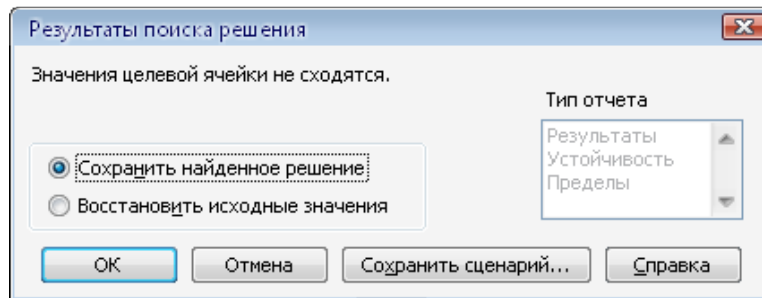 Результаты поиска решения
Значения целевой ячейки не сходятся.
Тип отчета
Результаты
Устойчивость
Пределы
Сохранить найденное решение
Восстановить исходные значения
ОК
Отмена
Сохранить сценарий...
Справка